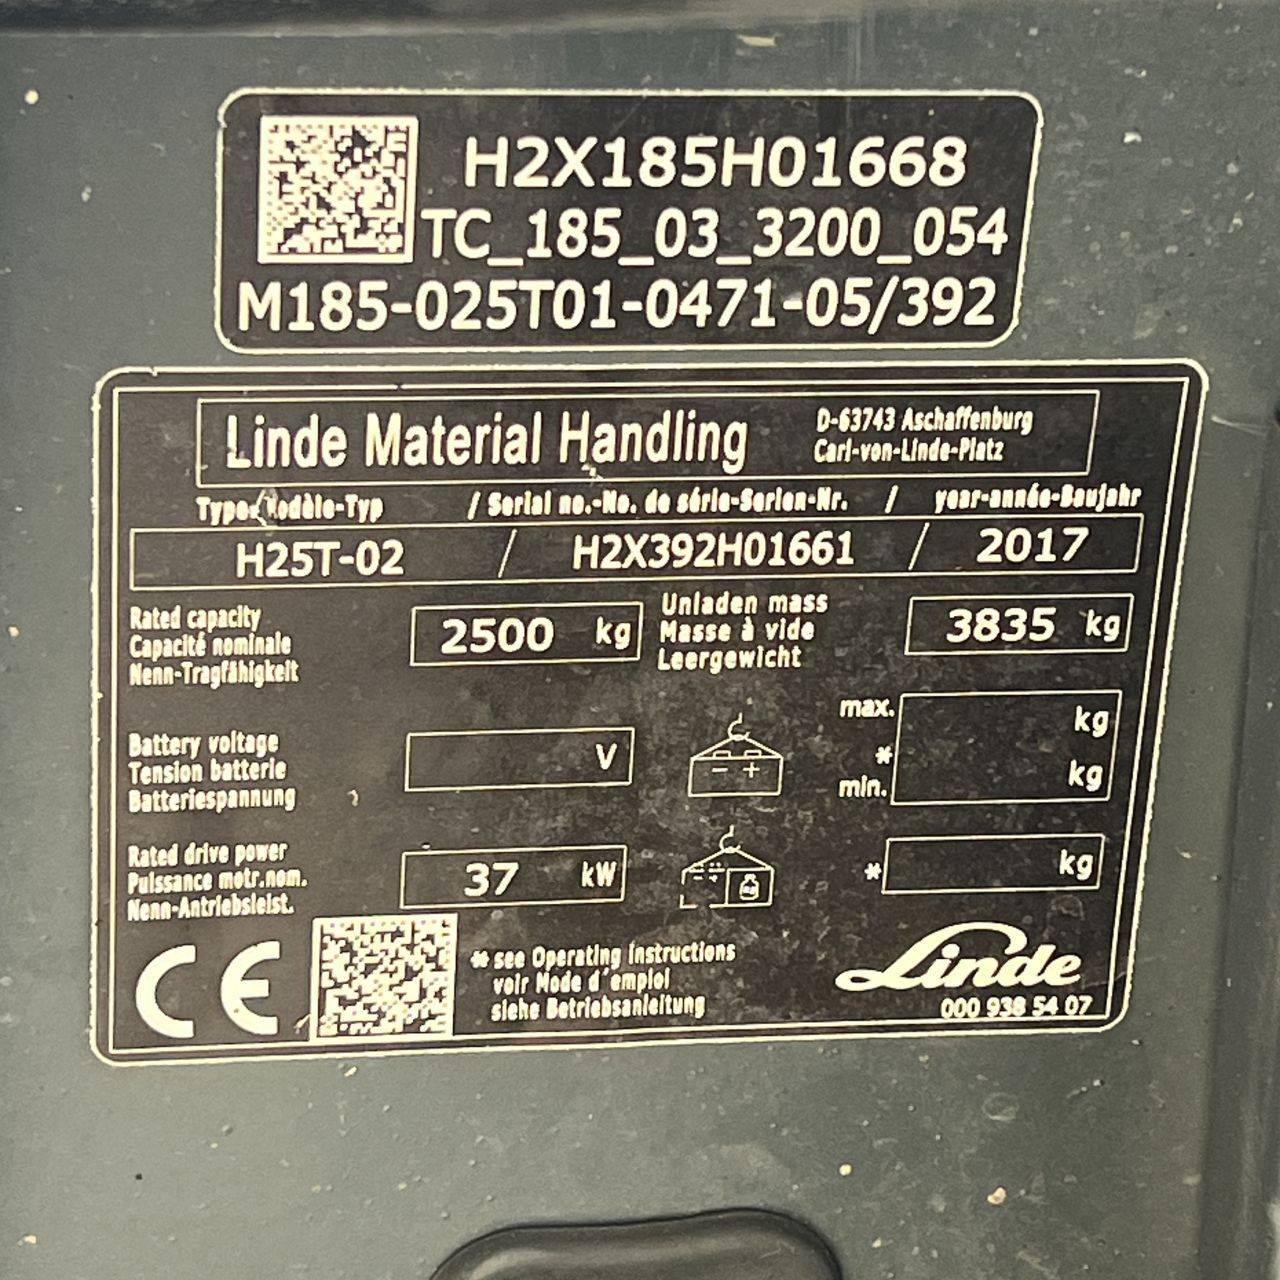 H2X185H01668
TC_185_03_3200_054
M185-025T01-0471-05/392
Linde Material Handling
D-63743 Aschaffenburg
Carl-von-Linde-Platz
Type-Modèle-Typ / Serial no.-No. de série-Serien-Nr. / year-année-Baujahr
H25T-02 / H2X392H01661 / 2017
Rated capacity
Capacité nominale
Nenn-Tragfähigkeit
2500 kg
Unladen mass
Masse à vide
Leergewicht
3835 kg
Battery voltage
Tension batterie
Batteriespannung
V
- +
max. kg
*
min. kg
Rated drive power
Puissance motr.nom.
Nenn-Antriebsleist.
37 kW
* kg
CE
* see Operating Instructions
voir Mode d'emploi
siehe Betriebsanleitung
Linde
000 938 54 07